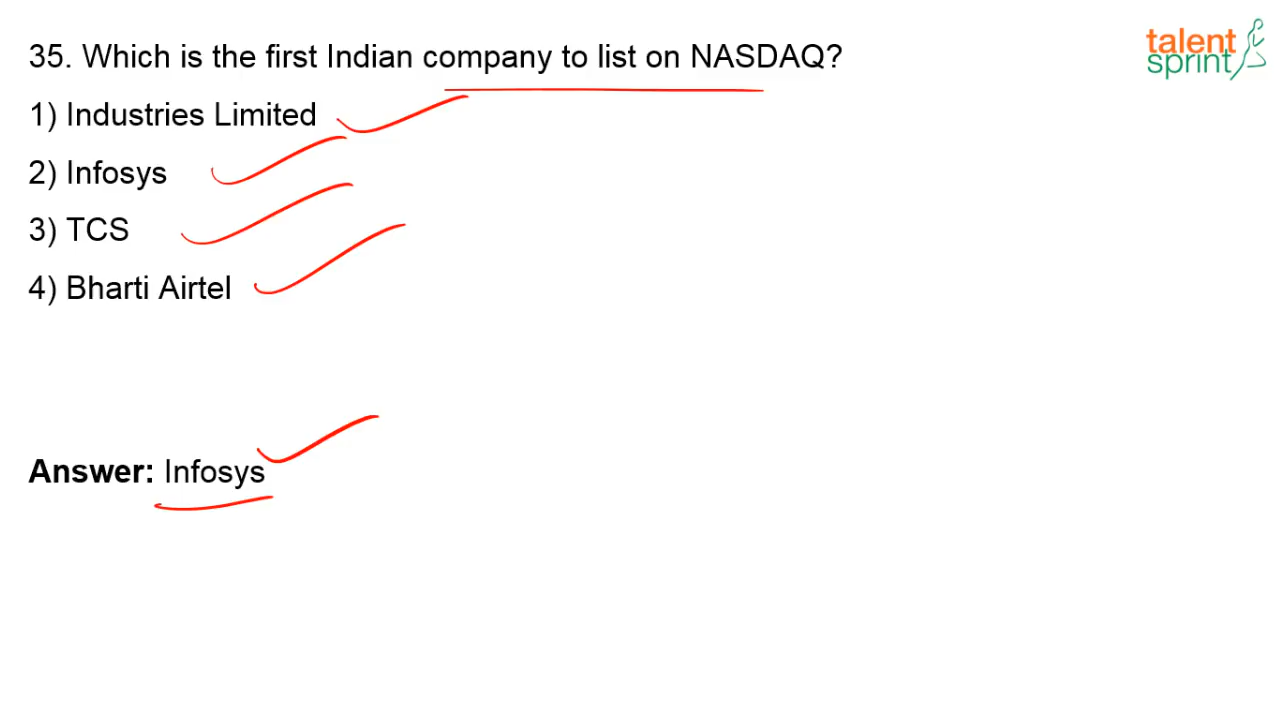 35. Which is the first Indian company to list on NASDAQ?
talent
sprint
1) Industries Limited
2) Infosys
3) TCS
4) Bharti Airtel
Answer: Infosys